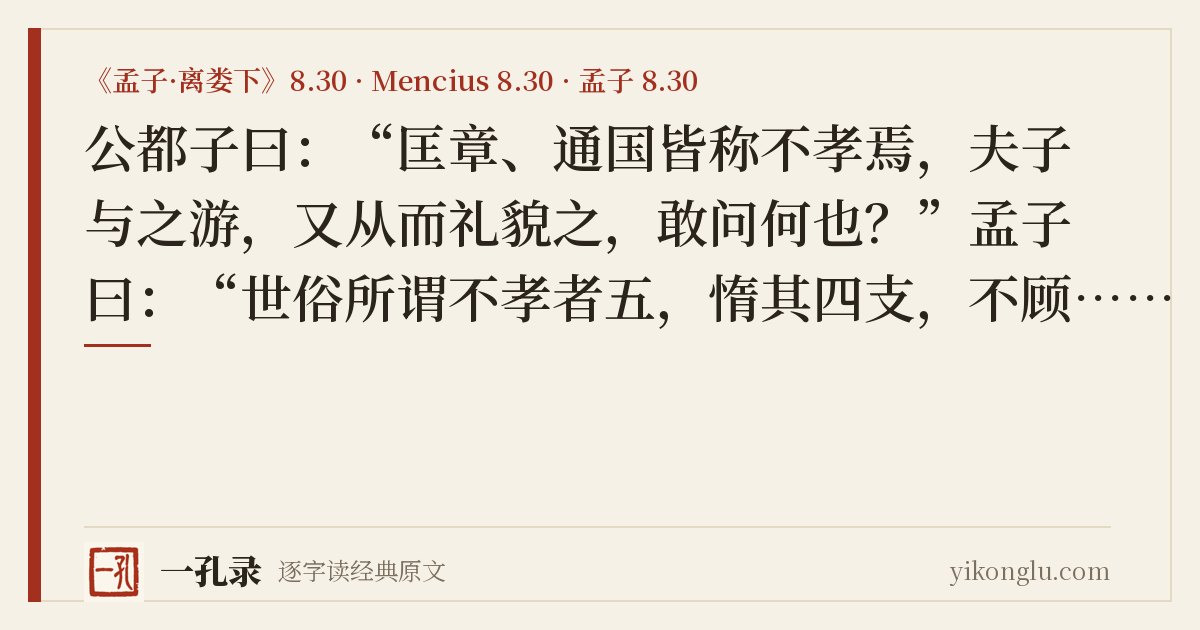 《孟子·离娄下》8.30 · Mencius 8.30 · 孟子 8.30
公都子曰：“匡章、通国皆称不孝焉，夫子
与之游，又从而礼貌之，敢问何也？”孟子
曰：“世俗所谓不孝者五，惰其四支，不顾……
一孔
一孔录 逐字读经典原文
yikonglu.com